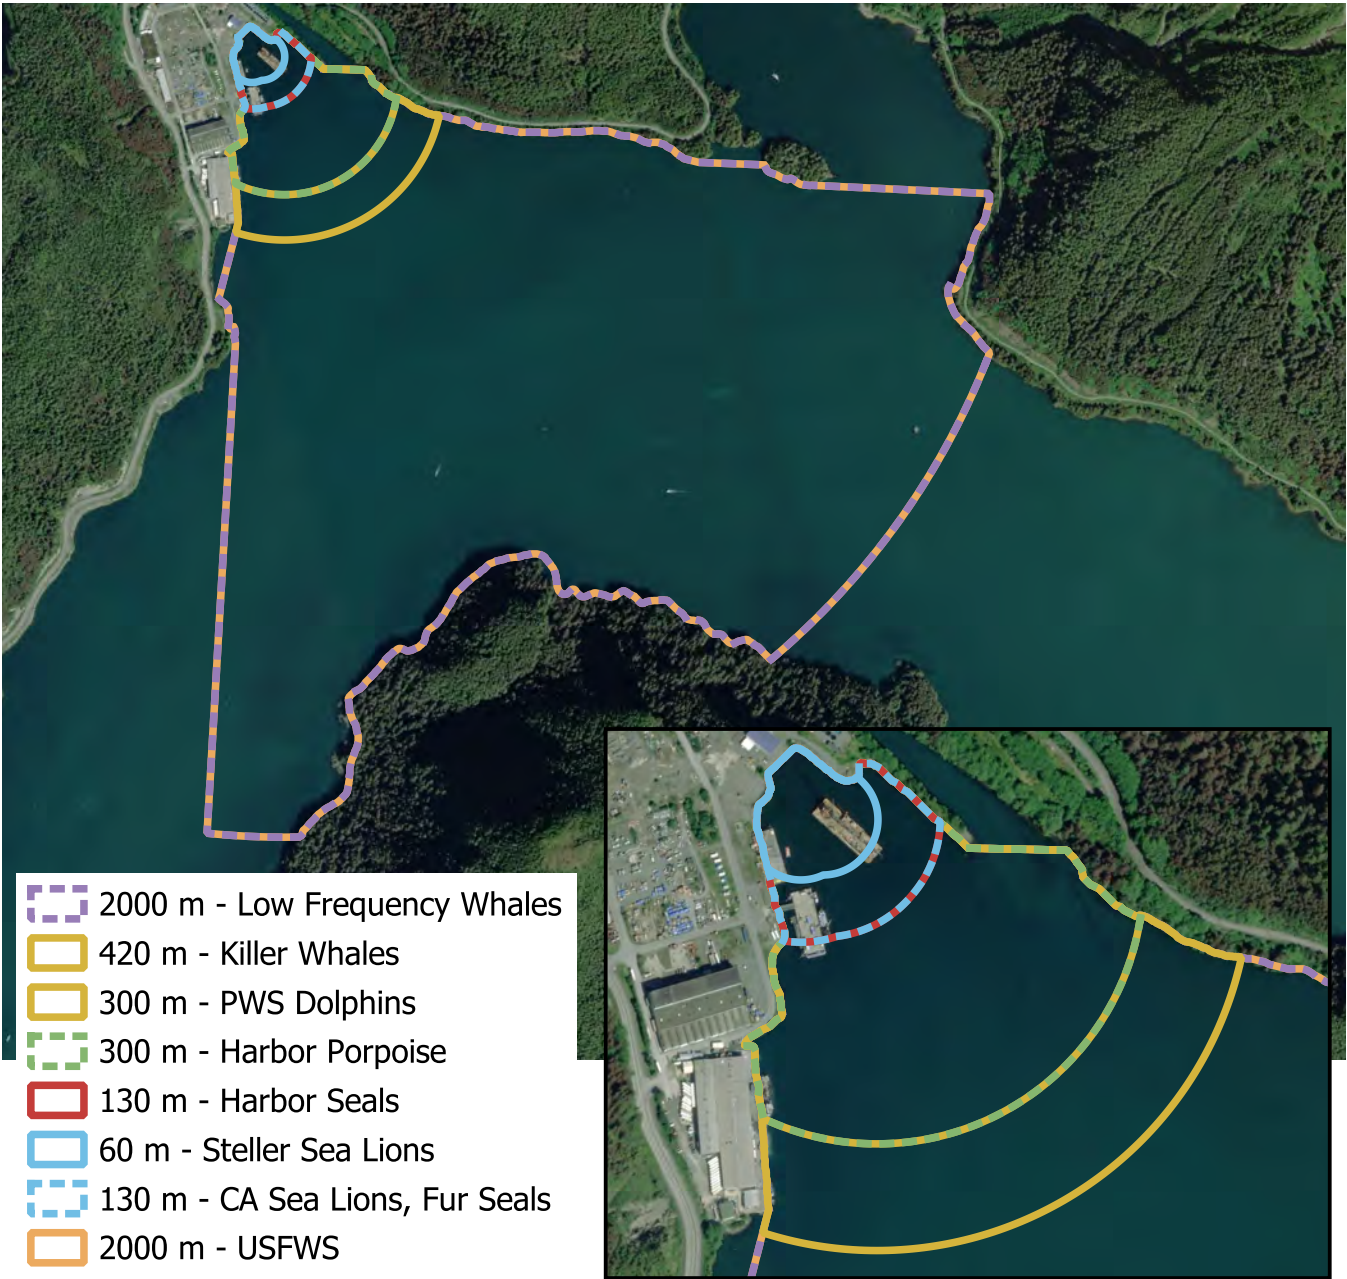 2000 m - Low Frequency Whales
420 m - Killer Whales
300 m - PWS Dolphins
300 m - Harbor Porpoise
130 m - Harbor Seals
60 m - Steller Sea Lions
130 m - CA Sea Lions, Fur Seals
2000 m - USFWS